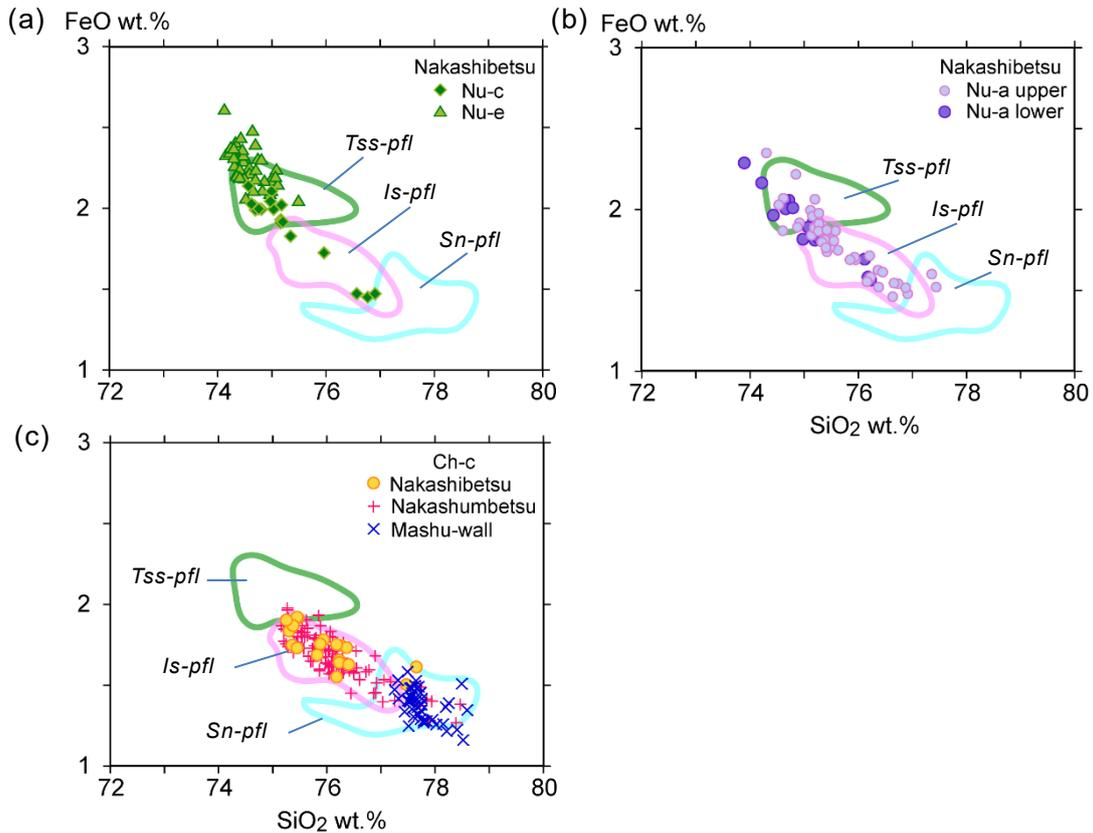 (a) FeO wt.%
3
Nakashibetsu
Nu-c
Nu-e
Tss-pfl
Is-pfl
2
Sn-pfl
1
72 74 76 78 80
(b) FeO wt.%
3
Nakashibetsu
Nu-a upper
Nu-a lower
Tss-pfl
Is-pfl
2
Sn-pfl
1
72 74 76 78 80
SiO2 wt.%
(c)
3
Ch-c
Nakashibetsu
Nakashumbetsu
Mashu-wall
Tss-pfl
2
Is-pfl
Sn-pfl
1
72 74 76 78 80
SiO2 wt.%